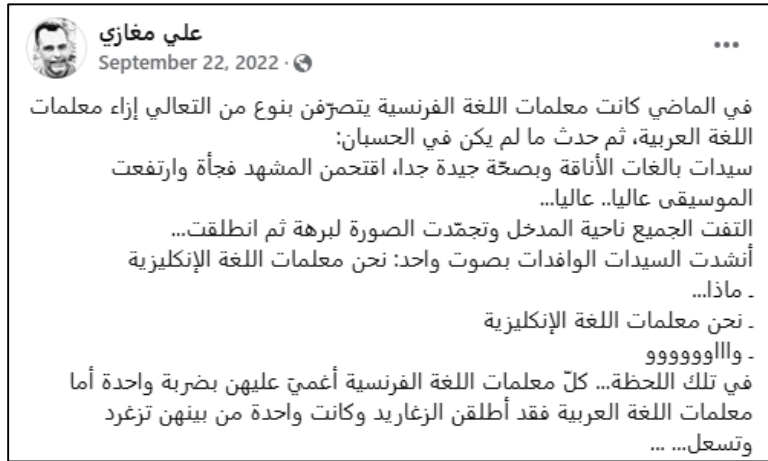 علي مغازي
September 22, 2022 ·
في الماضي كانت معلمات اللغة الفرنسية يتصرّفن بنوع من التعالي إزاء معلمات
اللغة العربية، ثم حدث ما لم يكن في الحسبان:
سيدات بالغات الأناقة وبصحّة جيدة جدا، اقتحمن المشهد فجأة وارتفعت
الموسيقى عاليا.. عاليا...
التفت الجميع ناحية المدخل وتجمّدت الصورة لبرهة ثم انطلقت...
أنشدت السيدات الوافدات بصوت واحد: نحن معلمات اللغة الإنكليزية
ـ ماذا...
ـ نحن معلمات اللغة الإنكليزية
ـ واااوووووو
في تلك اللحظة... كلّ معلمات اللغة الفرنسية أغميَ عليهن بضربة واحدة أما
معلمات اللغة العربية فقد أطلقن الزغاريد وكانت واحدة من بينهن تزغرد
وتسعل... ...